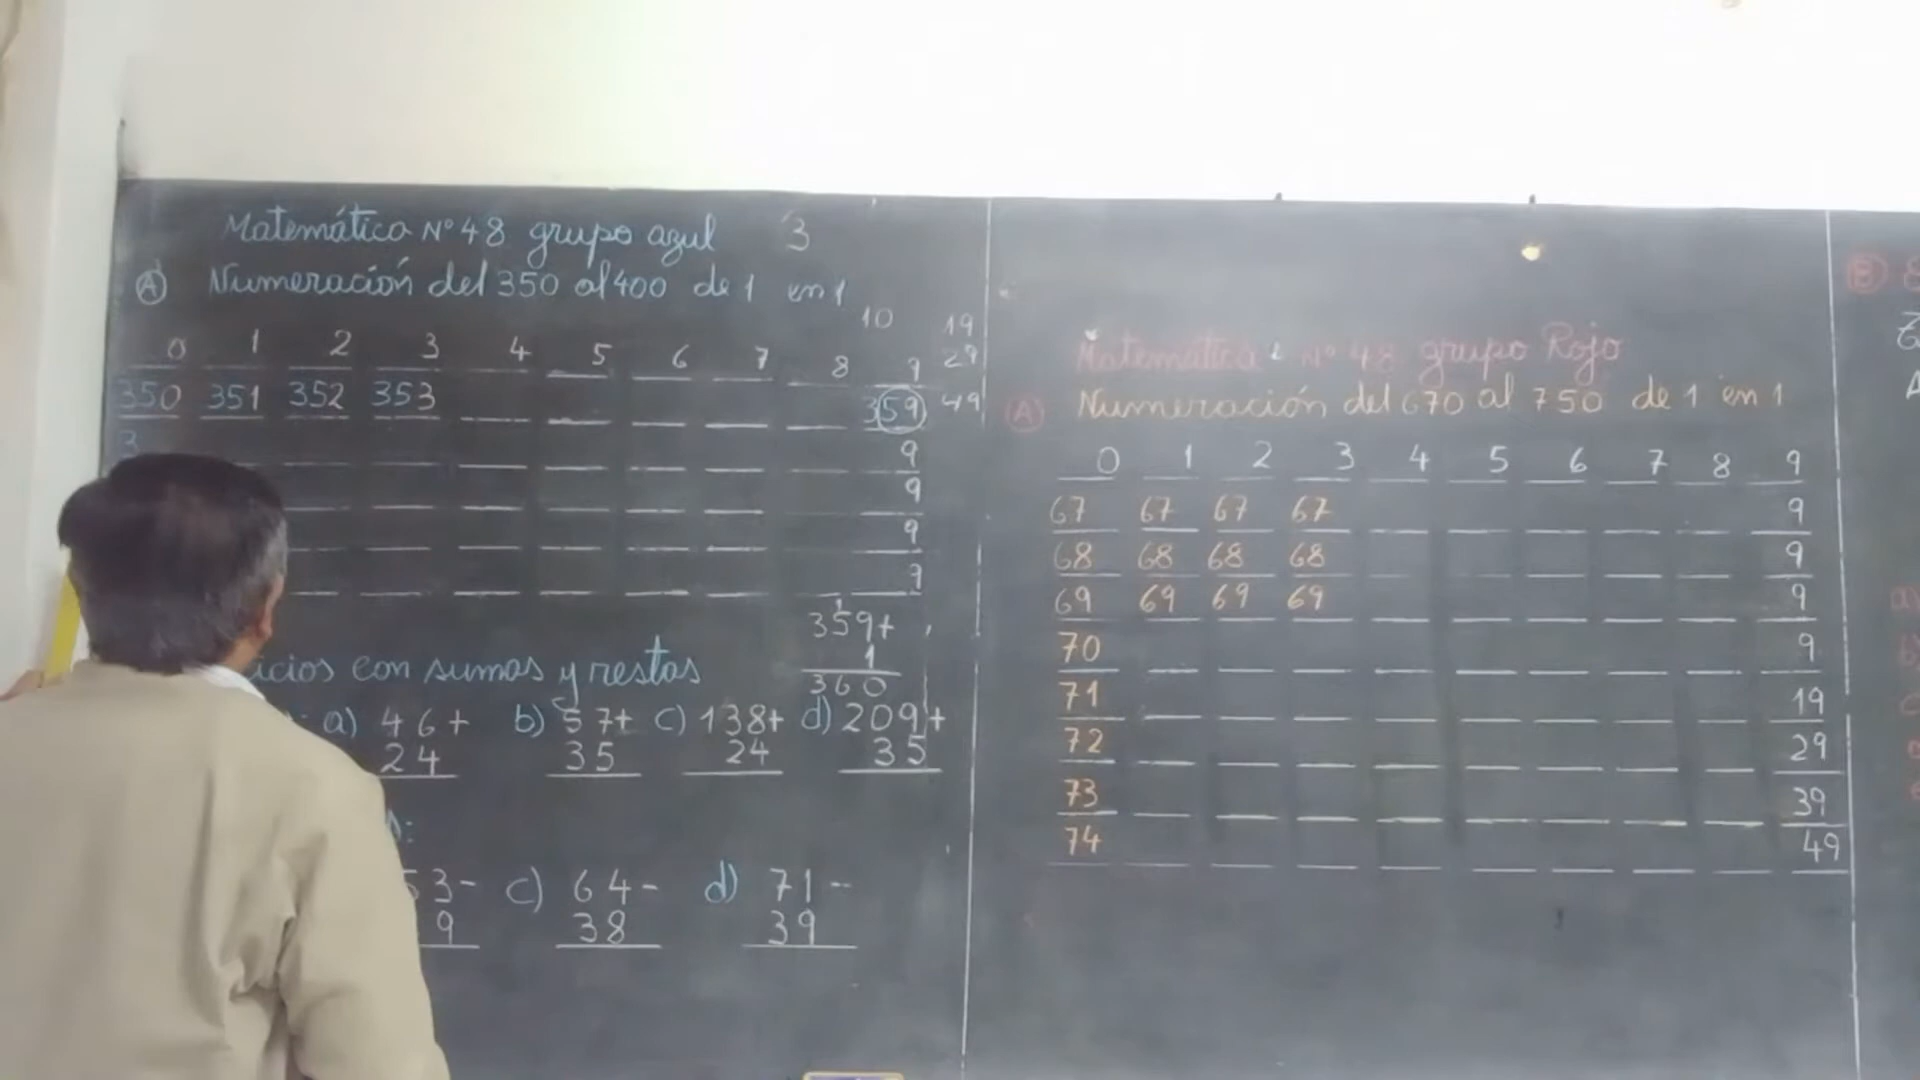 Matemática Nº 48 grupo azul 3
A Numeración del 350 al 400 de 1 en 1
10 19
0 1 2 3 4 5 6 7 8 9 29
350 351 352 353 359 49
3 9
9
9
9
359+
1
360
icios con sumas y restas
a) 46+ b) 57+ c) 138+ d) 209+
24 35 24 35
53- c) 64- d) 71-
9 38 39
Matemática Nº 48 grupo Rojo
(A) Numeración del 670 al 750 de 1 en 1
0 1 2 3 4 5 6 7 8 9
67 67 67 67 9
68 68 68 68 9
69 69 69 69 9
70 9
71 19
72 29
73 39
74 49
B
a)
b)